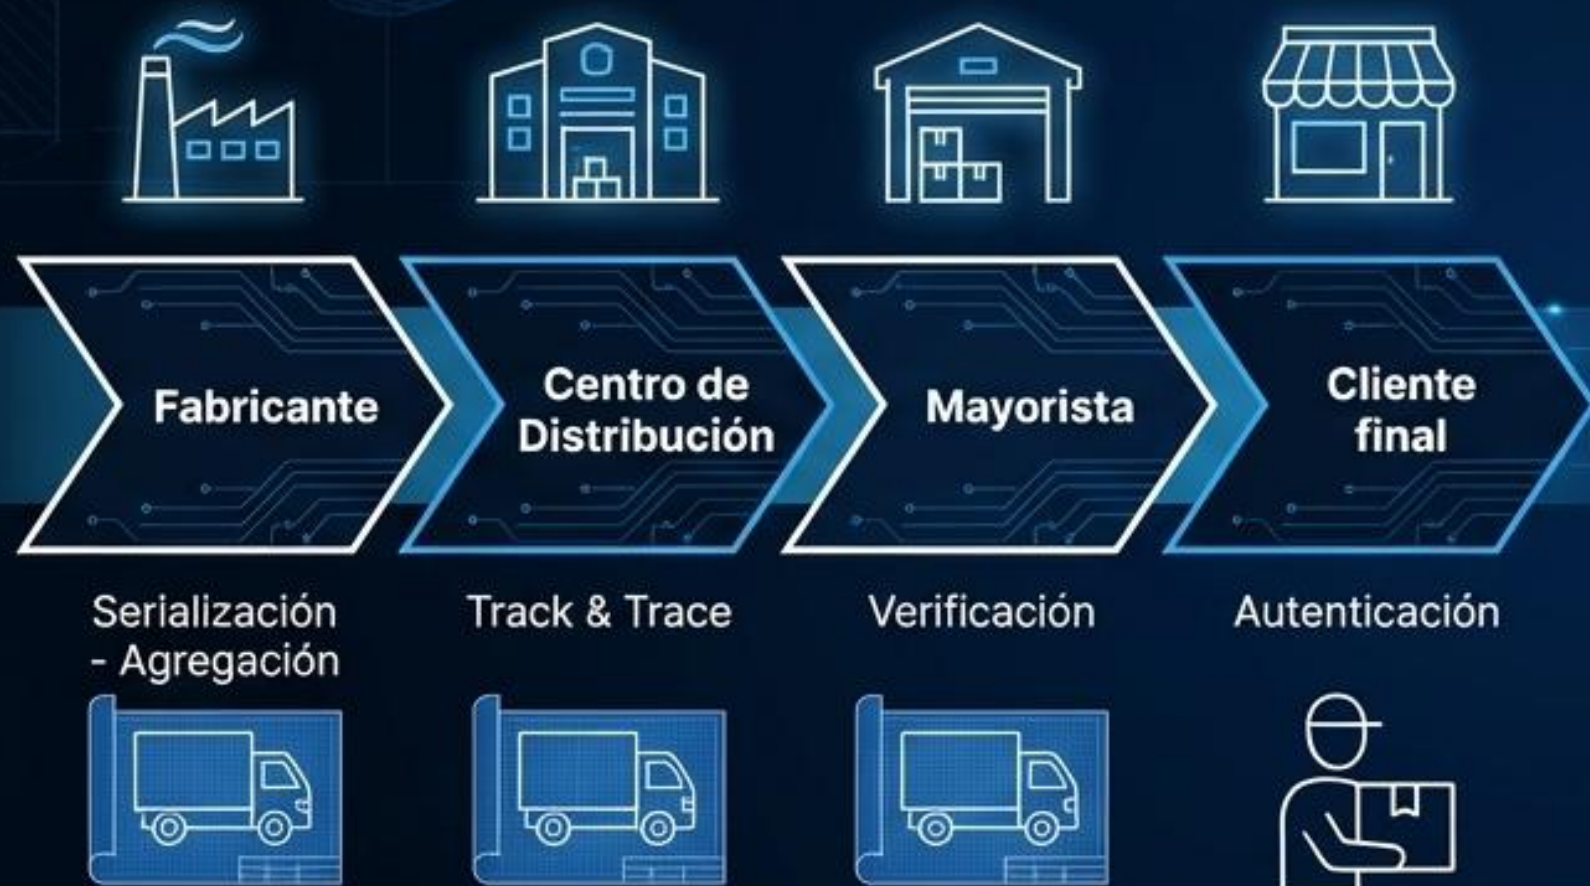 Fabricante
Centro de
Distribución
Mayorista
Cliente
final
Serialización
- Agregación
Track & Trace
Verificación
Autenticación